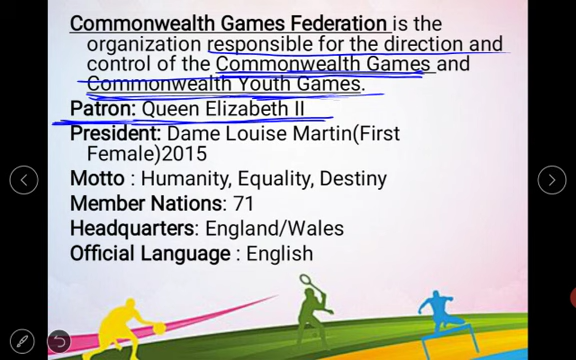 Commonwealth Games Federation is the
organization responsible for the direction and
control of the Commonwealth Games and
Commonwealth Youth Games.
Patron: Queen Elizabeth II
President: Dame Louise Martin(First
Female)2015
Motto : Humanity, Equality, Destiny
Member Nations: 71
Headquarters: England/Wales
Official Language : English